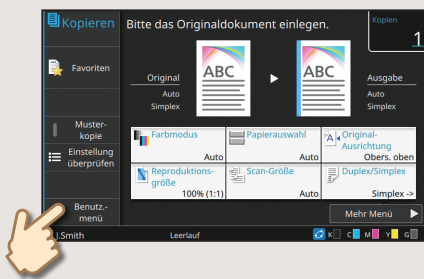 Kopieren
Bitte das Originaldokument einlegen.
Kopien
1
Favoriten
Original
Auto
Simplex
ABC
ABC
Ausgabe
Auto
Simplex
Muster-
kopie
Einstellung
überprüfen
Benutz.-
menü
Farbmodus
Auto
Papierauswahl
Auto
A
Original-
Ausrichtung
Obers. oben
Reproduktions-
größe
100% (1:1)
Scan-Größe
Auto
Duplex/Simplex
Simplex ->
Mehr Menü
J.Smith
Leerlauf
K
C
M
Y
G